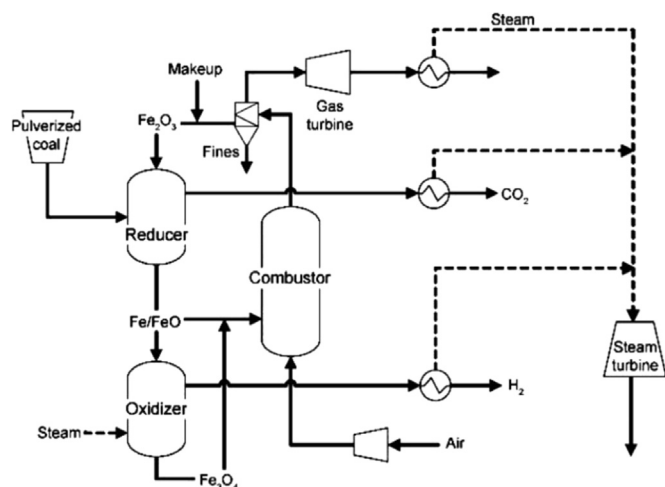 Steam
Makeup
Gas
turbine
Pulverized
coal
Fe₂O₃
Fines
CO₂
Reducer
Combustor
Fe/FeO
Steam
turbine
Oxidizer
H₂
Steam
Air
Fe₃O₄